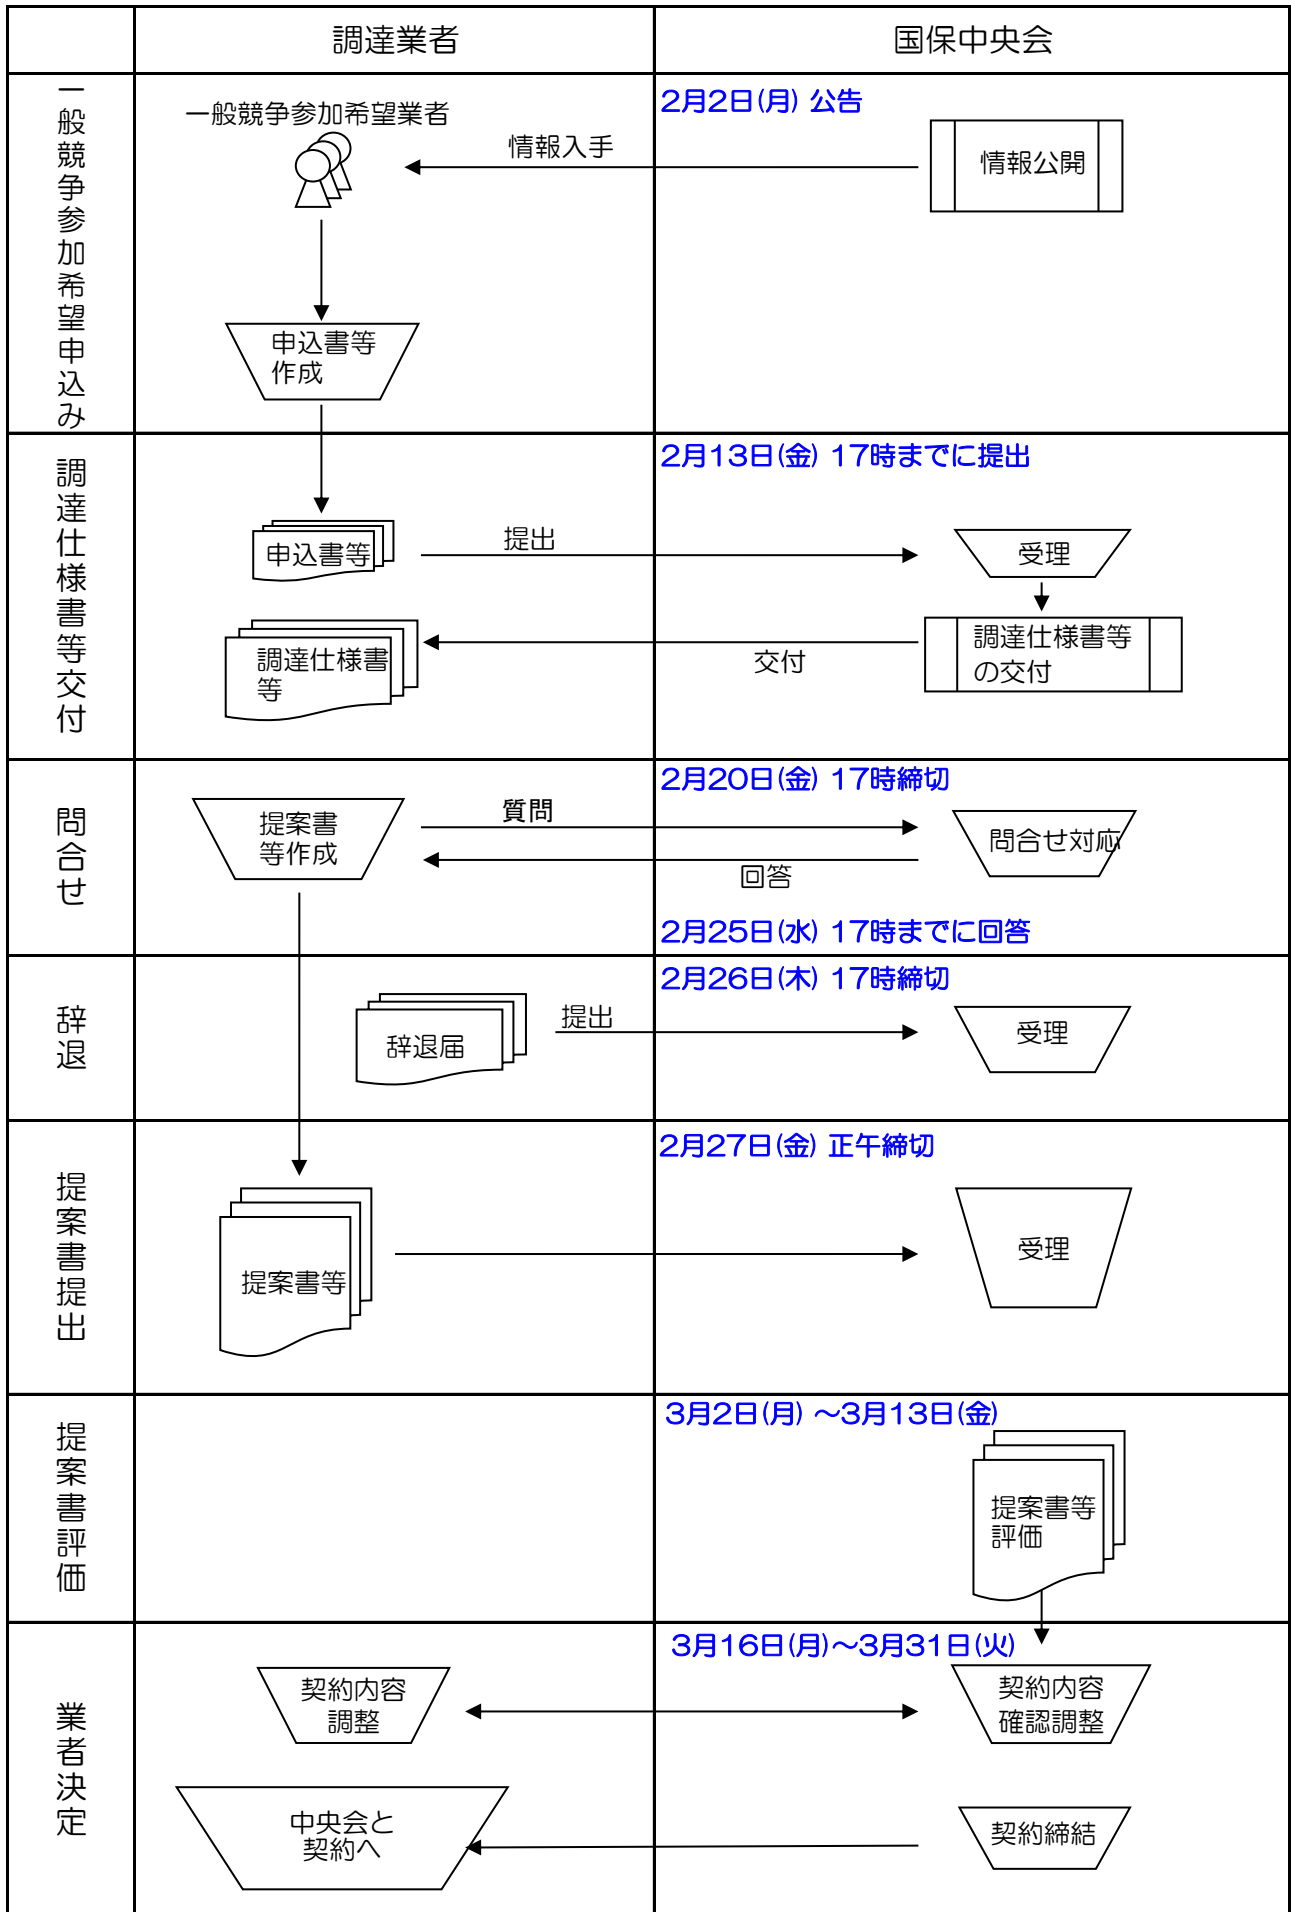 調達業者
国保中央会
一般競争参加希望申込み
一般競争参加希望業者
情報入手
2月2日(月) 公告
情報公開
申込書等
作成
調達仕様書等交付
2月13日(金) 17時までに提出
申込書等
提出
受理
調達仕様書
等
交付
調達仕様書等
の交付
問合せ
2月20日(金) 17時締切
提案書
等作成
質問
問合せ対応
回答
2月25日(水) 17時までに回答
辞退
2月26日(木) 17時締切
辞退届
提出
受理
提案書提出
2月27日(金) 正午締切
提案書等
受理
提案書評価
3月2日(月) ～3月13日(金)
提案書等
評価
業者決定
3月16日(月)～3月31日(火)
契約内容
調整
契約内容
確認調整
中央会と
契約へ
契約締結